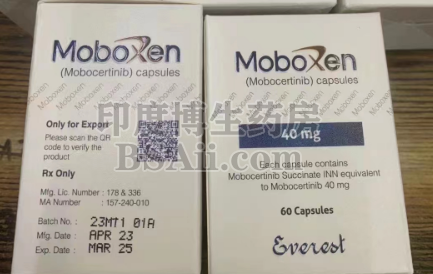 Moboxen
(Mobocertinib) capsules
Only for Export
Please scan the QR
code to verify the
product
Rx Only
Mfg. Lic. Number : 178 & 336
MA Number : 157-240-010
Batch No. : 23MT1 01A
Mfg. Date : APR 23
Exp. Date : MAR 25
Moboxen
(Mobocertinib) capsules
40 mg
Each capsule contains
Mobocertinib Succinate INN equivalent
to Mobocertinib 40 mg
60 Capsules
Everest
印度博生药房
BSAii.com